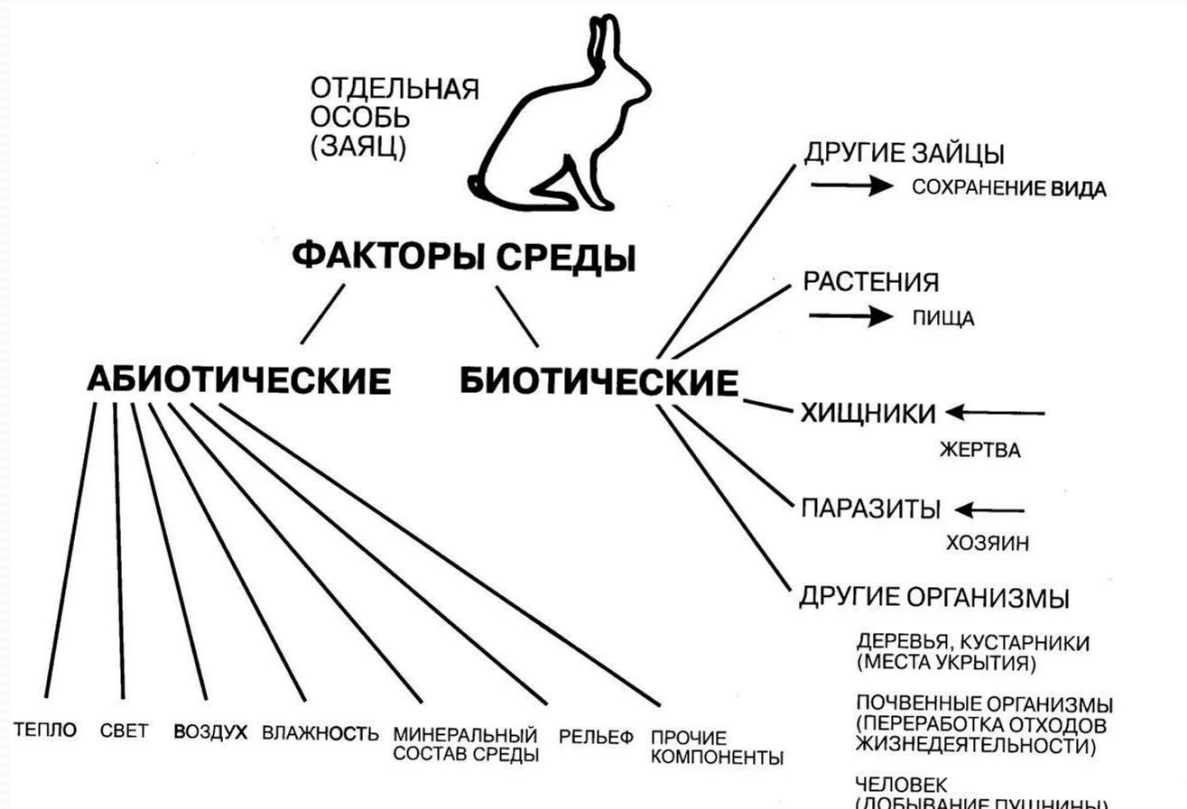 ОТДЕЛЬНАЯ
ОСОБЬ
(ЗАЯЦ)
ФАКТОРЫ СРЕДЫ
АБИОТИЧЕСКИЕ
БИОТИЧЕСКИЕ
ДРУГИЕ ЗАЙЦЫ
СОХРАНЕНИЕ ВИДА
РАСТЕНИЯ
ПИЩА
ХИЩНИКИ
ЖЕРТВА
ПАРАЗИТЫ
ХОЗЯИН
ДРУГИЕ ОРГАНИЗМЫ
ДЕРЕВЬЯ, КУСТАРНИКИ
(МЕСТА УКРЫТИЯ)
ПОЧВЕННЫЕ ОРГАНИЗМЫ
(ПЕРЕРАБОТКА ОТХОДОВ
ЖИЗНЕДЕЯТЕЛЬНОСТИ)
ЧЕЛОВЕК
(ДОБЫВАНИЕ ПУШНИНЫ)
ТЕПЛО
СВЕТ
ВОЗДУХ
ВЛАЖНОСТЬ
МИНЕРАЛЬНЫЙ
СОСТАВ СРЕДЫ
РЕЛЬЕФ
ПРОЧИЕ
КОМПОНЕНТЫ